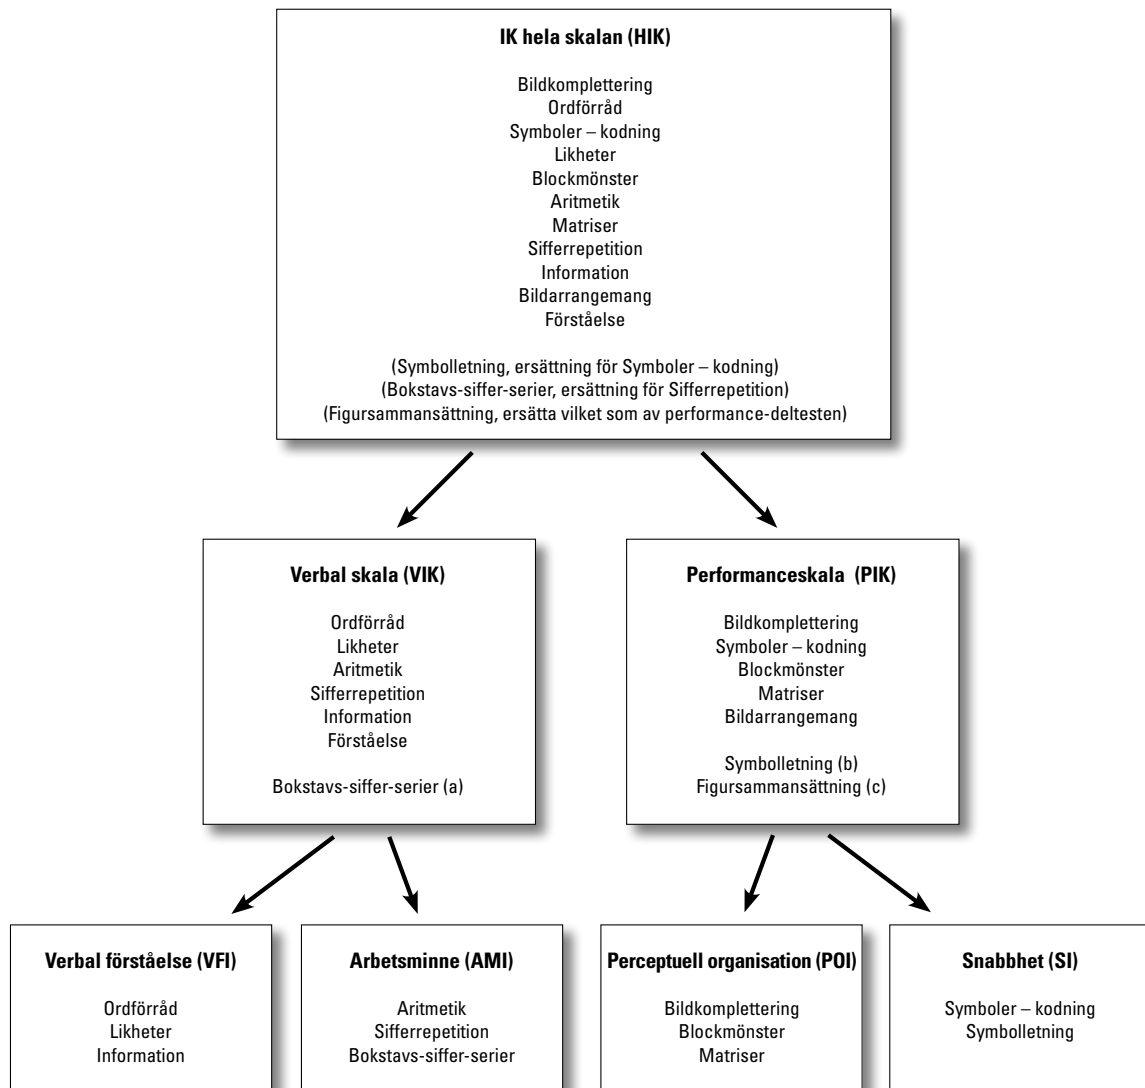 IK hela skalan (HIK)
Bildkomplettering
Ordförråd
Symboler – kodning
Likheter
Blockmönster
Aritmetik
Matriser
Sifferrepetition
Information
Bildarrangemang
Förståelse
(Symbolletning, ersättning för Symboler – kodning)
(Bokstavs-siffer-serier, ersättning för Sifferrepetition)
(Figursammansättning, ersätta vilket som av performance-deltesten)
Verbal skala (VIK)
Ordförråd
Likheter
Aritmetik
Sifferrepetition
Information
Förståelse
Bokstavs-siffer-serier (a)
Performanceskala (PIK)
Bildkomplettering
Symboler – kodning
Blockmönster
Matriser
Bildarrangemang
Symbolletning (b)
Figursammansättning (c)
Verbal förståelse (VFI)
Ordförråd
Likheter
Information
Arbetsminne (AMI)
Aritmetik
Sifferrepetition
Bokstavs-siffer-serier
Perceptuell organisation (POI)
Bildkomplettering
Blockmönster
Matriser
Snabbhet (SI)
Symboler – kodning
Symbolletning